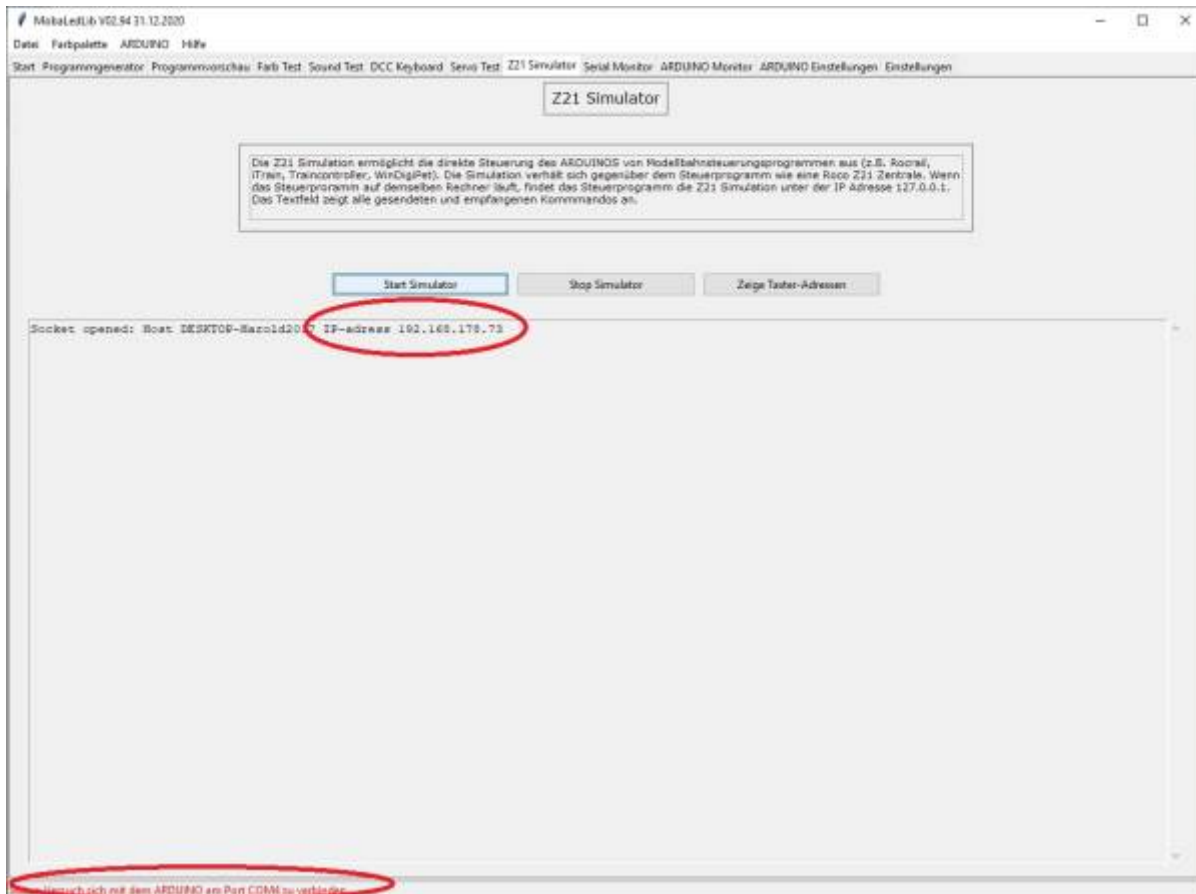 MobaLedLib V02.94 31.12.2020
Datei Farbpalette ARDUINO Hilfe
Start Programmgenerator Programmvorschau Farb Test Sound Test DCC Keyboard Servo Test Z21 Simulator Serial Monitor ARDUINO Monitor ARDUINO Einstellungen Einstellungen
Z21 Simulator
Die Z21 Simulation ermöglicht die direkte Steuerung des ARDUINOS von Modellbahnsteuerungsprogrammen aus (z.B. Rocrail,
iTrain, Traincontroller, WinDigiPet). Die Simulation verhält sich gegenüber dem Steuerprogramm wie eine Roco Z21 Zentrale. Wenn
das Steuerproramm auf demselben Rechner läuft, findet das Steuerprogramm die Z21 Simulation unter der IP Adresse 127.0.0.1.
Das Textfeld zeigt alle gesendeten und empfangenen Kommmandos an.
Start Simulator Stop Simulator Zeige Taster-Adressen
Socket opened: Host DESKTOP-Harold2017 IP-adress 192.168.178.73
Versuch sich mit dem ARDUINO am Port COM4 zu verbinden